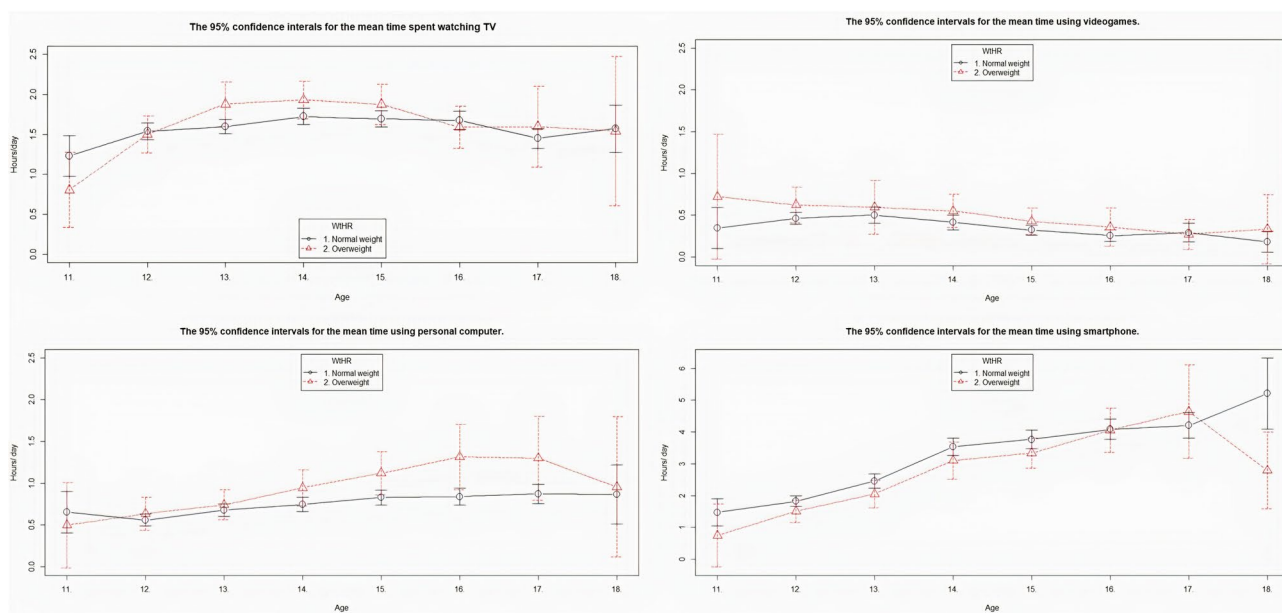 The 95% confidence interals for the mean time spent watching TV
2.5
2.0
1.5
1.0
0.5
0.0
Hours/day
WtHR
1. Normal weight
2. Overweight
11.
12.
13.
14.
15.
16.
17.
18.
Age
The 95% confidence intervals for the mean time using videogames.
2.5
2.0
1.5
1.0
0.5
0.0
Hours/ day
WtHR
1. Normal weight
2. Overweight
11.
12.
13.
14.
15.
16.
17.
18.
Age
The 95% confidence intervals for the mean time using personal computer.
2.5
2.0
1.5
1.0
0.5
0.0
Hours/ day
WtHR
1. Normal weight
2. Overweight
11.
12.
13.
14.
15.
16.
17.
18.
Age
The 95% confidence intervals for the mean time using smartphone.
6
5
4
3
2
1
0
Hours/ day
WtHR
1. Normal weight
2. Overweight
11.
12.
13.
14.
15.
16.
17.
18.
Age